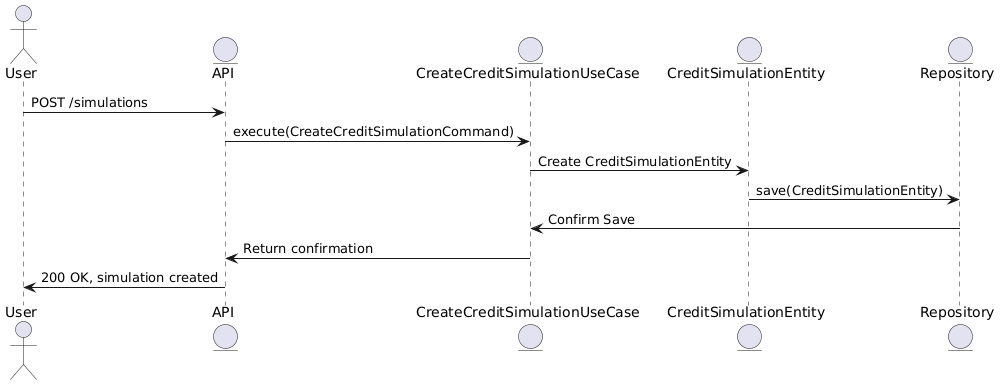 User
API
CreateCreditSimulationUseCase
CreditSimulationEntity
Repository
POST /simulations
execute(CreateCreditSimulationCommand)
Create CreditSimulationEntity
save(CreditSimulationEntity)
Confirm Save
Return confirmation
200 OK, simulation created
User
API
CreateCreditSimulationUseCase
CreditSimulationEntity
Repository